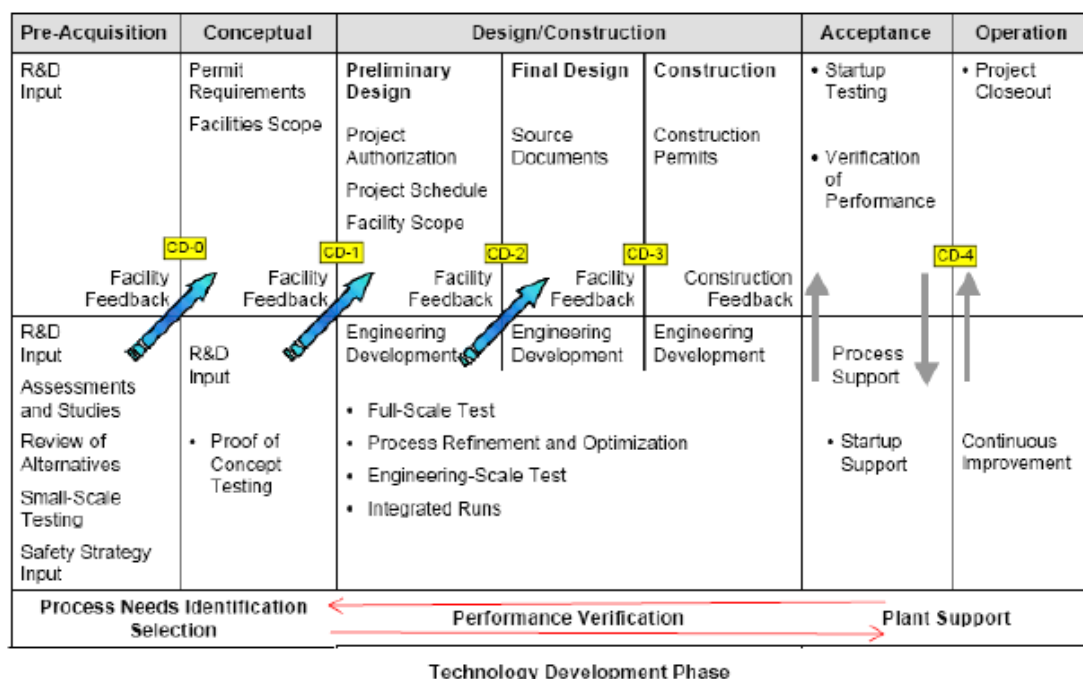 Pre-Acquisition
Conceptual
Design/Construction
Acceptance
Operation
R&D
Input
Permit
Requirements
Facilities Scope
Preliminary
Design
Project
Authorization
Project Schedule
Facility Scope
Final Design
Source
Documents
Construction
Construction
Permits
• Startup
Testing
• Verification
of
Performance
• Project
Closeout
CD-0
CD-1
CD-2
CD-3
CD-4
Facility
Feedback
Facility
Feedback
Facility
Feedback
Facility
Feedback
Construction
Feedback
R&D
Input
Assessments
and Studies
Review of
Alternatives
Small-Scale
Testing
Safety Strategy
Input
R&D
Input
• Proof of
Concept
Testing
Engineering
Development
Engineering
Development
Engineering
Development
• Full-Scale Test
• Process Refinement and Optimization
• Engineering-Scale Test
• Integrated Runs
Process
Support
• Startup
Support
Continuous
Improvement
Process Needs Identification
Selection
Performance Verification
Plant Support
Technology Development Phase